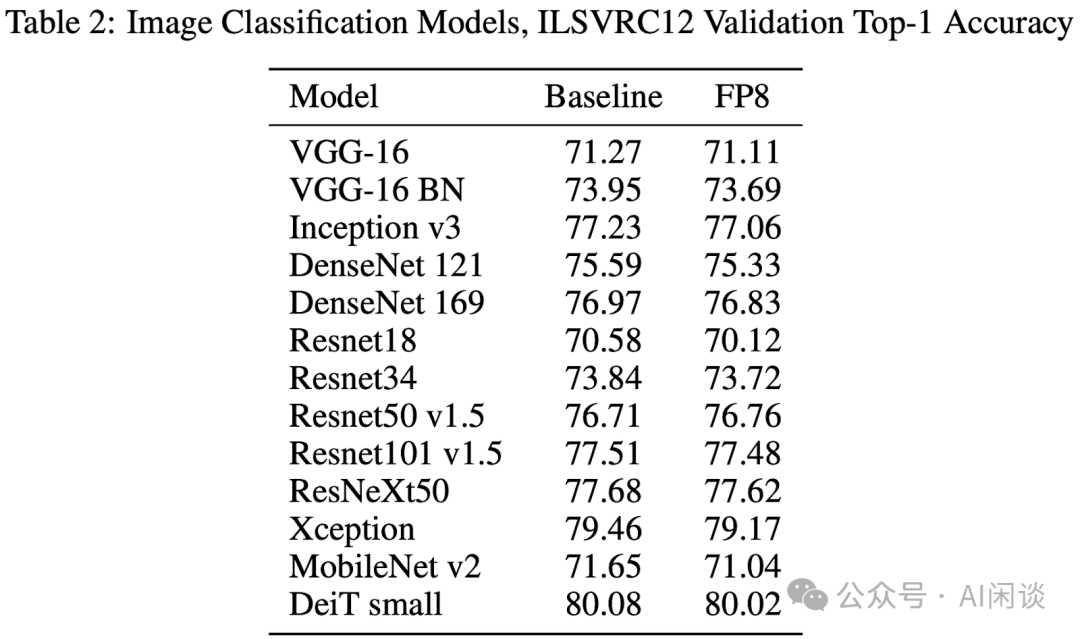 Table 2: Image Classification Models, ILSVRC12 Validation Top-1 Accuracy
Model Baseline FP8
VGG-16 71.27 71.11
VGG-16 BN 73.95 73.69
Inception v3 77.23 77.06
DenseNet 121 75.59 75.33
DenseNet 169 76.97 76.83
Resnet18 70.58 70.12
Resnet34 73.84 73.72
Resnet50 v1.5 76.71 76.76
Resnet101 v1.5 77.51 77.48
ResNeXt50 77.68 77.62
Xception 79.46 79.17
MobileNet v2 71.65 71.04
DeiT small 80.08 80.02
公众号 · AI闲谈